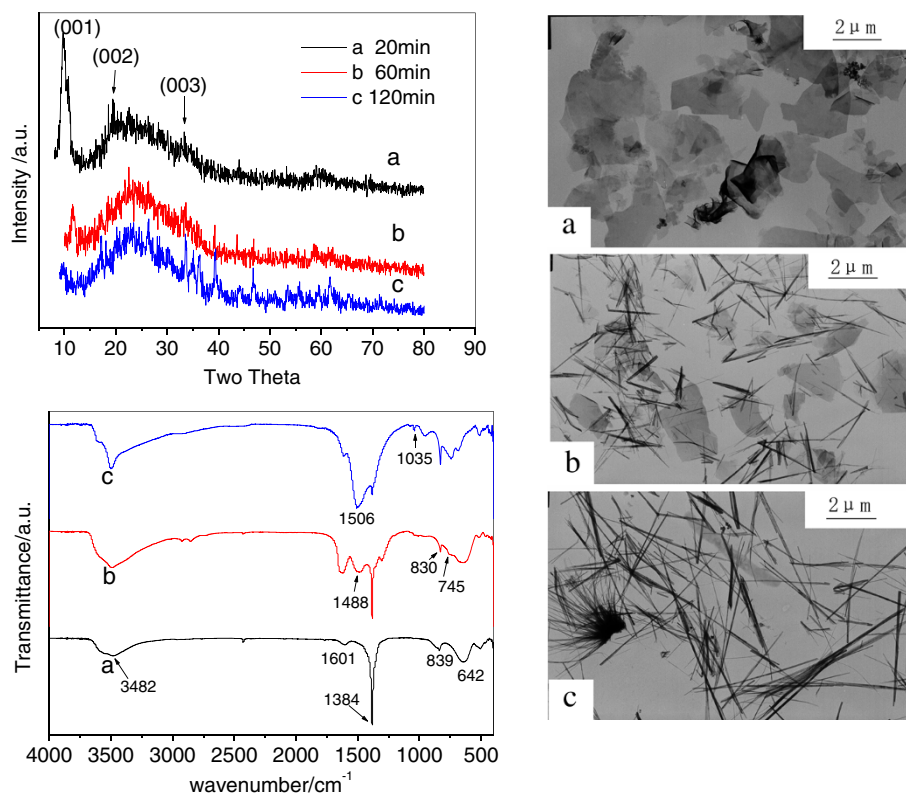 (001)
(002)
(003)
a 20min
b 60min
c 120min
a
b
c
Intensity /a.u.
10 20 30 40 50 60 70 80 90
Two Theta
c
1035
1506
b
830
745
1488
a
3482
1601
1384
839
642
Transmittance/a.u.
4000 3500 3000 2500 2000 1500 1000 500
wavenumber/cm⁻¹
2μm
a
2μm
b
2μm
c